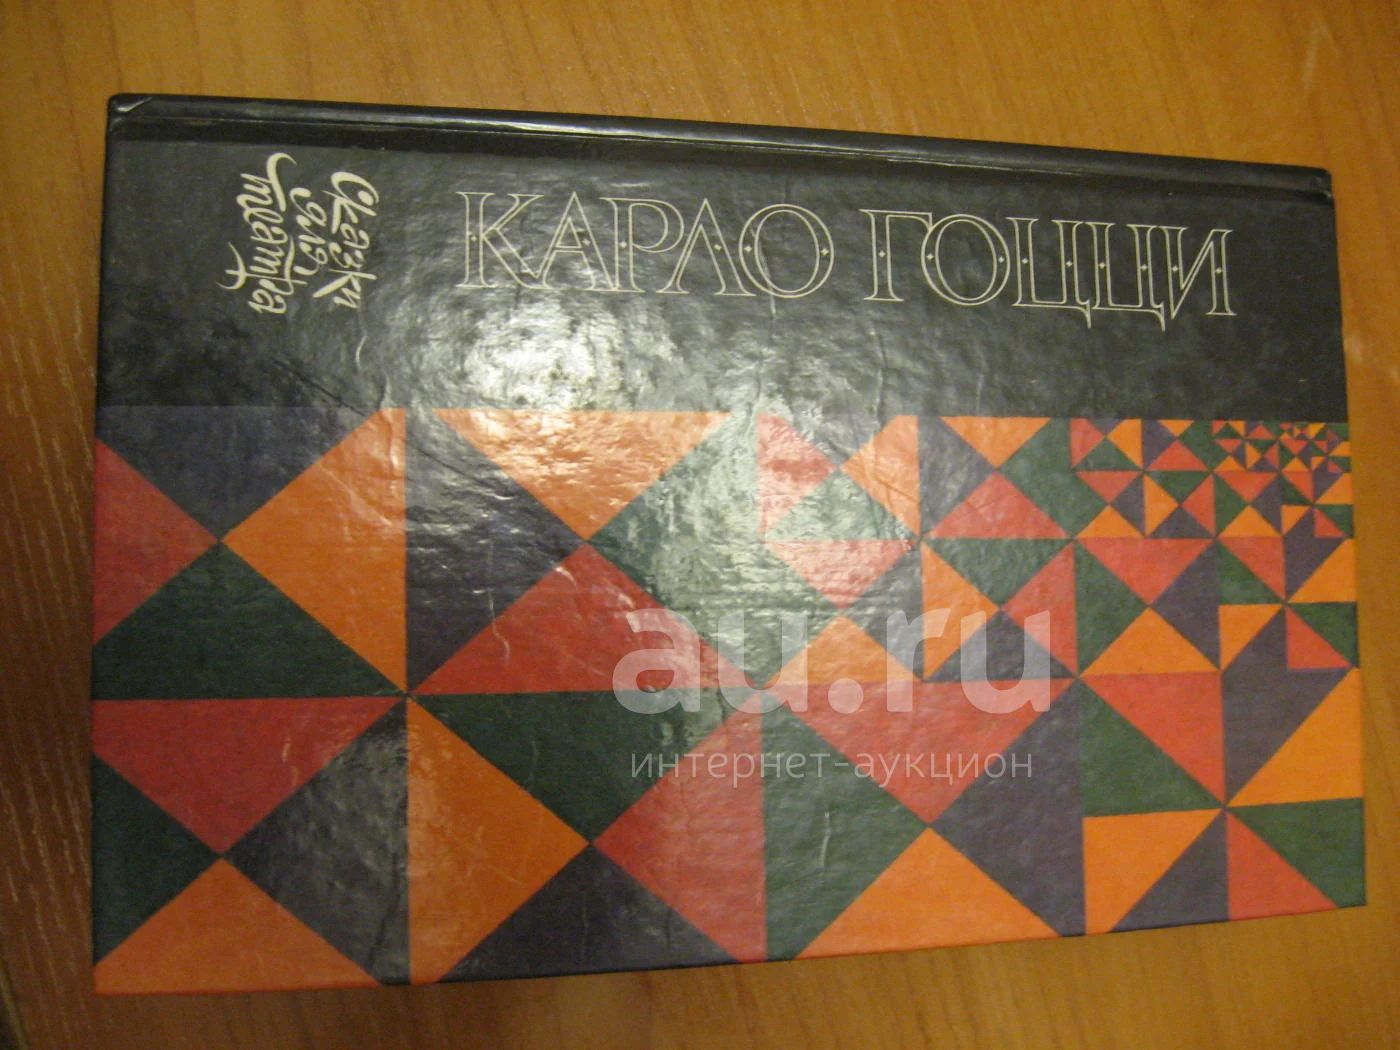 КАРЛО ГОЦЦИ
Сказки
для
театра
au.ru
интернет-аукцион